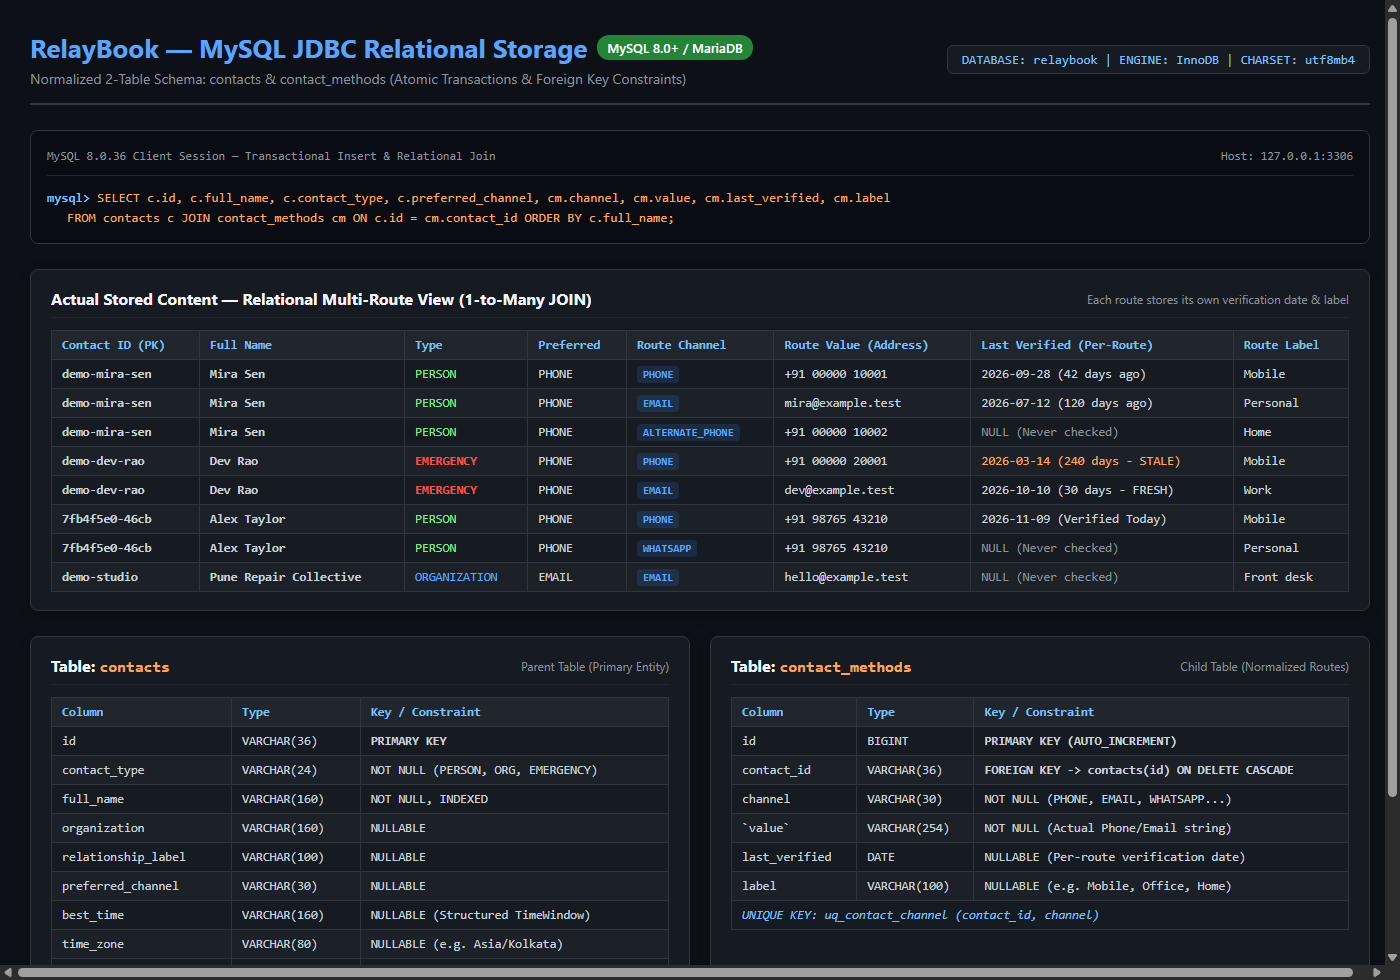 RelayBook — MySQL JDBC Relational Storage MySQL 8.0+ / MariaDB
Normalized 2-Table Schema: contacts & contact_methods (Atomic Transactions & Foreign Key Constraints)
DATABASE: relaybook | ENGINE: InnoDB | CHARSET: utf8mb4
MySQL 8.0.36 Client Session — Transactional Insert & Relational Join Host: 127.0.0.1:3306
mysql> SELECT c.id, c.full_name, c.contact_type, c.preferred_channel, cm.channel, cm.value, cm.last_verified, cm.label
FROM contacts c JOIN contact_methods cm ON c.id = cm.contact_id ORDER BY c.full_name;
Actual Stored Content — Relational Multi-Route View (1-to-Many JOIN) Each route stores its own verification date & label
Contact ID (PK) Full Name Type Preferred Route Channel Route Value (Address) Last Verified (Per-Route) Route Label
demo-mira-sen Mira Sen PERSON PHONE PHONE +91 00000 10001 2026-09-28 (42 days ago) Mobile
demo-mira-sen Mira Sen PERSON PHONE EMAIL mira@example.test 2026-07-12 (120 days ago) Personal
demo-mira-sen Mira Sen PERSON PHONE ALTERNATE_PHONE +91 00000 10002 NULL (Never checked) Home
demo-dev-rao Dev Rao EMERGENCY PHONE PHONE +91 00000 20001 2026-03-14 (240 days - STALE) Mobile
demo-dev-rao Dev Rao EMERGENCY PHONE EMAIL dev@example.test 2026-10-10 (30 days - FRESH) Work
7fb4f5e0-46cb Alex Taylor PERSON PHONE PHONE +91 98765 43210 2026-11-09 (Verified Today) Mobile
7fb4f5e0-46cb Alex Taylor PERSON PHONE WHATSAPP +91 98765 43210 NULL (Never checked) Personal
demo-studio Pune Repair Collective ORGANIZATION EMAIL EMAIL hello@example.test NULL (Never checked) Front desk
Table: contacts Parent Table (Primary Entity)
Column Type Key / Constraint
id VARCHAR(36) PRIMARY KEY
contact_type VARCHAR(24) NOT NULL (PERSON, ORG, EMERGENCY)
full_name VARCHAR(160) NOT NULL, INDEXED
organization VARCHAR(160) NULLABLE
relationship_label VARCHAR(100) NULLABLE
preferred_channel VARCHAR(30) NULLABLE
best_time VARCHAR(160) NULLABLE (Structured TimeWindow)
time_zone VARCHAR(80) NULLABLE (e.g. Asia/Kolkata)
Table: contact_methods Child Table (Normalized Routes)
Column Type Key / Constraint
id BIGINT PRIMARY KEY (AUTO_INCREMENT)
contact_id VARCHAR(36) FOREIGN KEY -> contacts(id) ON DELETE CASCADE
channel VARCHAR(30) NOT NULL (PHONE, EMAIL, WHATSAPP...)
`value` VARCHAR(254) NOT NULL (Actual Phone/Email string)
last_verified DATE NULLABLE (Per-route verification date)
label VARCHAR(100) NULLABLE (e.g. Mobile, Office, Home)
UNIQUE KEY: uq_contact_channel (contact_id, channel)